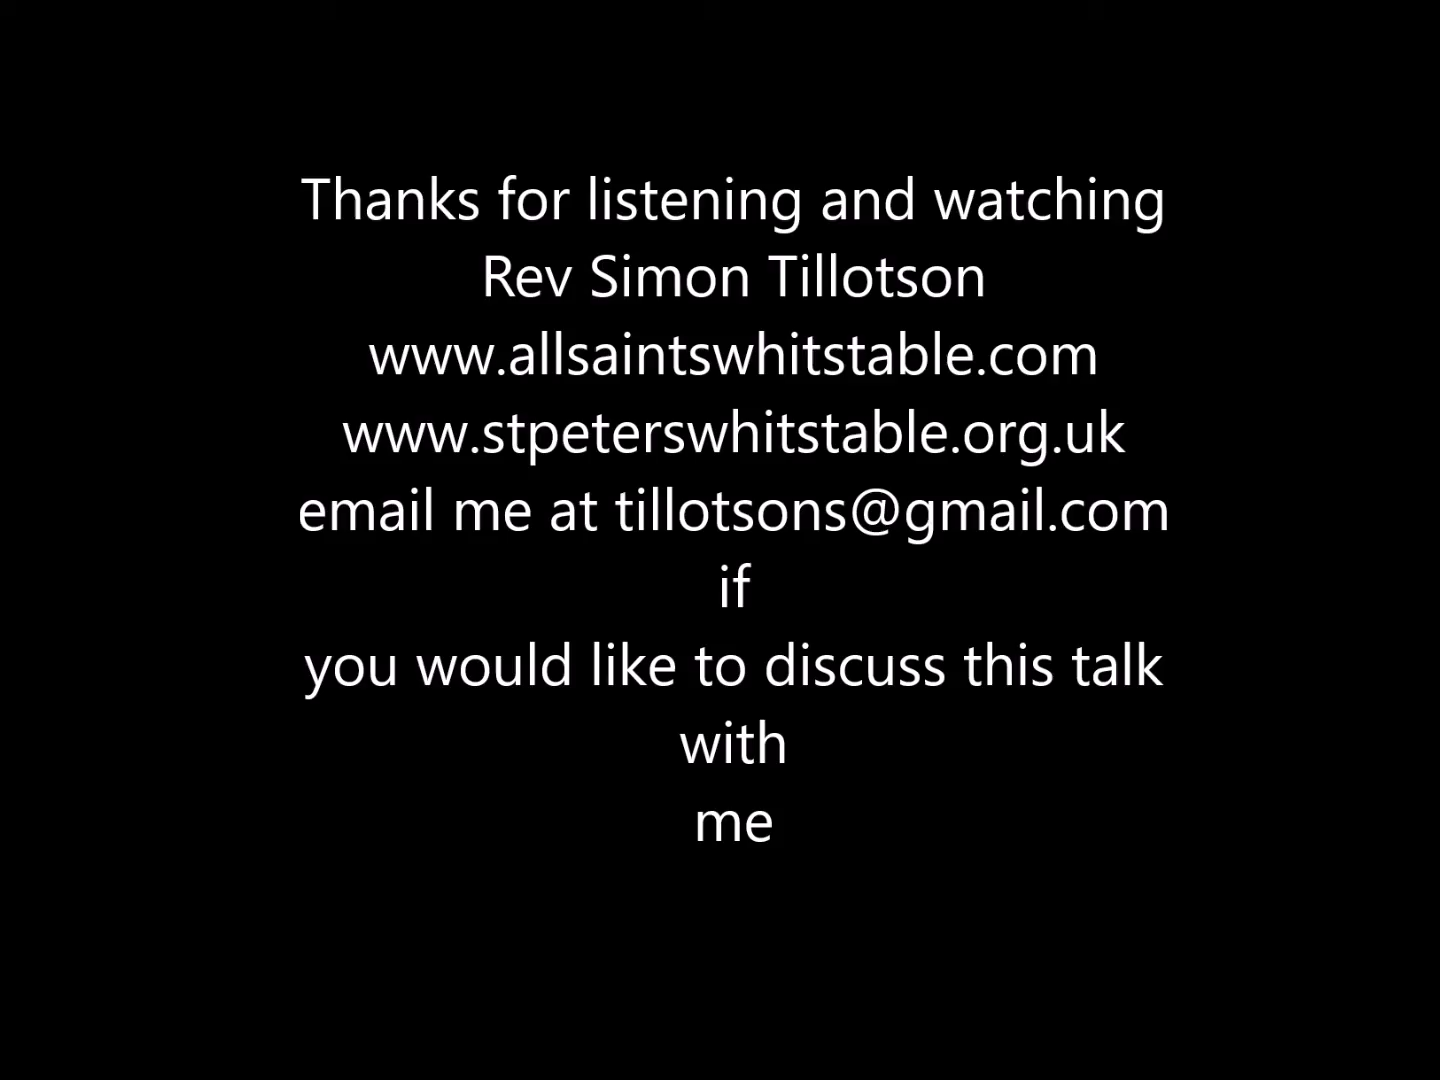 Thanks for listening and watching
Rev Simon Tillotson
www.allsaintswhitstable.com
www.stpeterswhitstable.org.uk
email me at tillotsons@gmail.com
if
you would like to discuss this talk
with
me